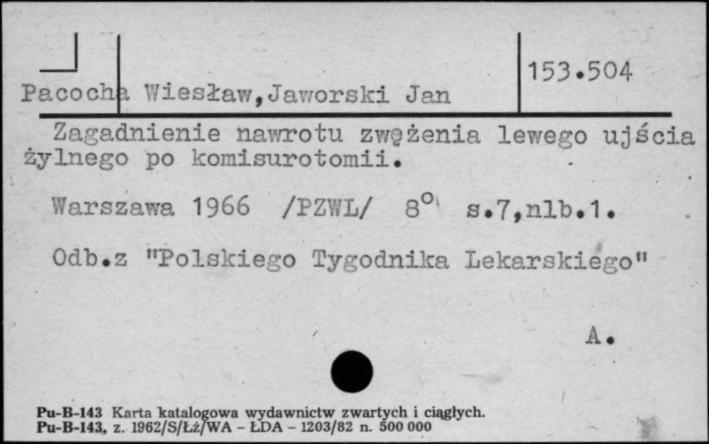 153.504
Pacocha Wiesław,Jaworski Jan
Zagadnienie nawrotu zwężenia lewego ujścia
żylnego po komisurotomii.
Warszawa 1966 /PZWL/ 8° s.7,nlb.1.
Odb.z "Polskiego Tygodnika Lekarskiego"
A.
Pu-B-143 Karta katalogowa wydawnictw zwartych i ciągłych.
Pu-B-143, z. 1962/S/Łź/WA - ŁDA - 1203/82 n. 500 000